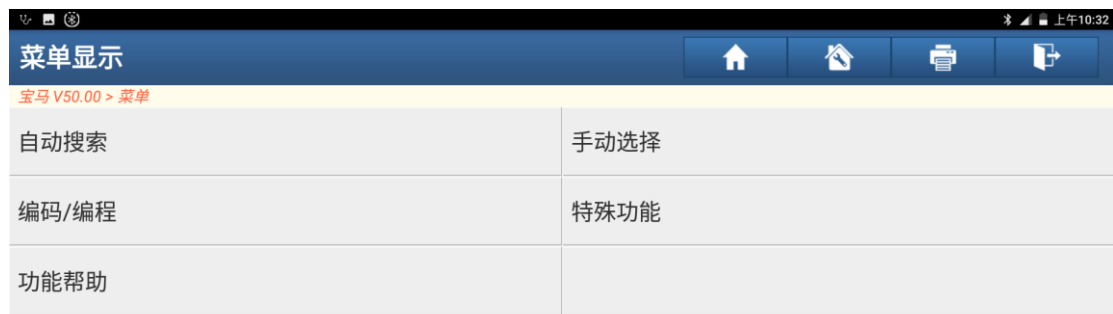 上午10:32
菜单显示
宝马 V50.00 > 菜单
自动搜索
手动选择
编码/编程
特殊功能
功能帮助